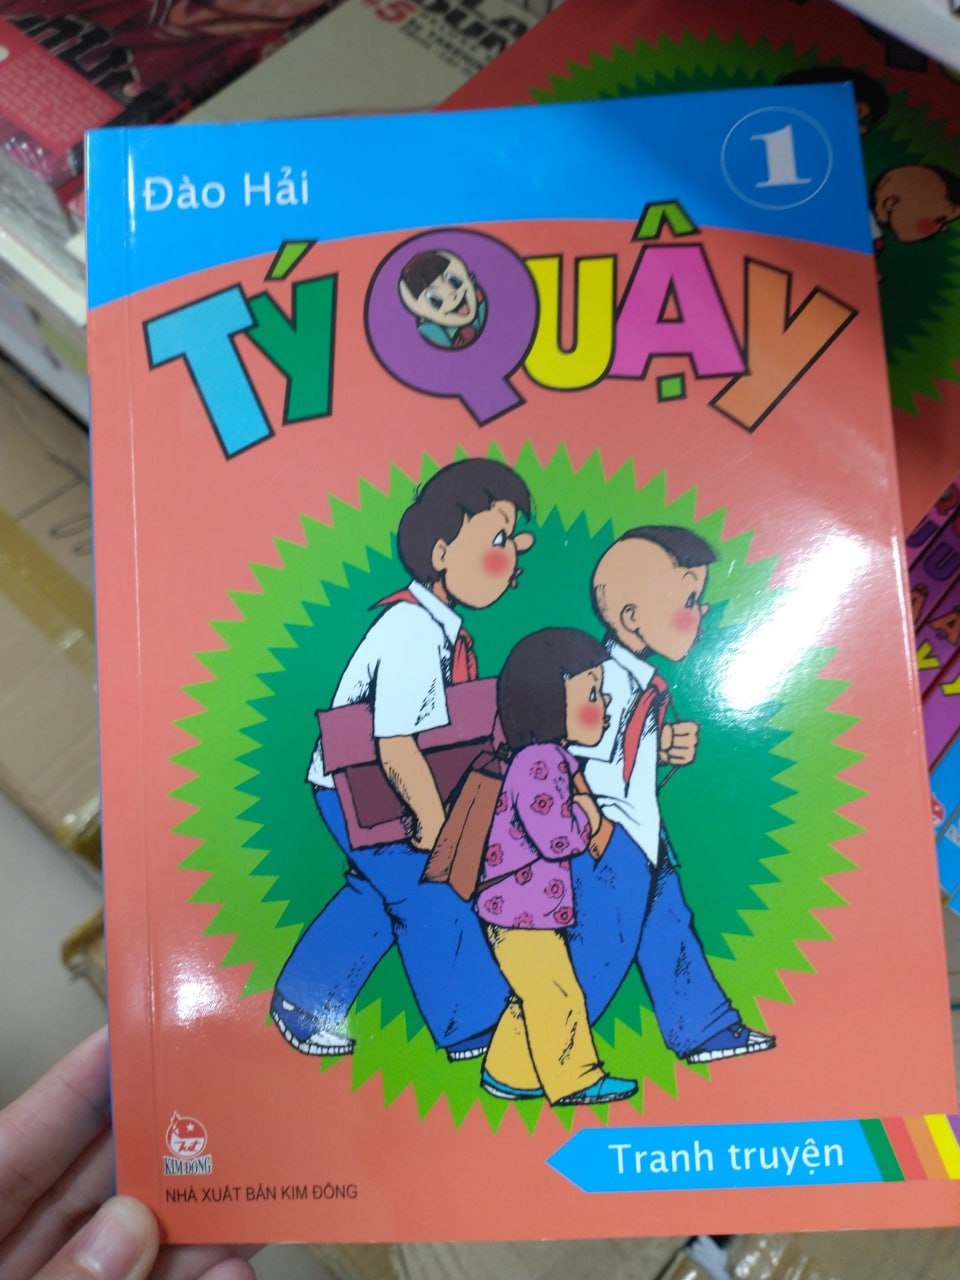 Đào Hải
1
TÝ QUẬY
Tranh truyện
KIM ĐỒNG
NHÀ XUẤT BẢN KIM ĐỒNG